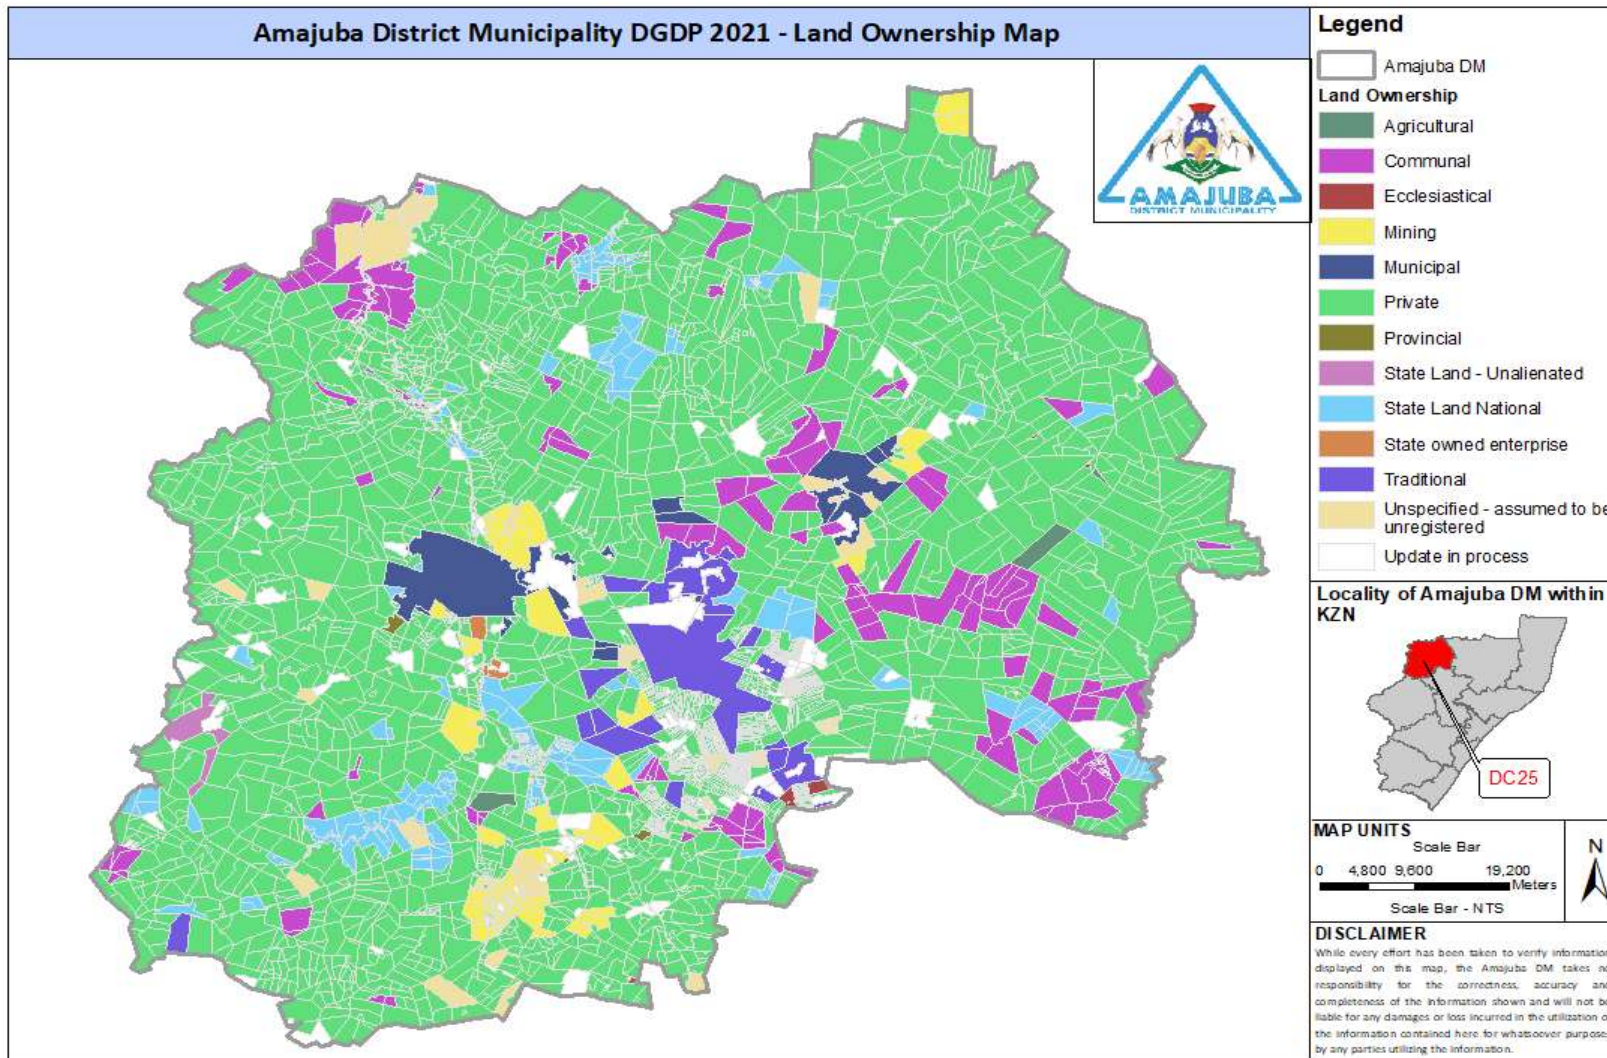 Amajuba District Municipality DGDP 2021 - Land Ownership Map
AMAJUBA
DISTRICT MUNICIPALITY
Legend
Amajuba DM
Land Ownership
Agricultural
Communal
Ecclesiastical
Mining
Municipal
Private
Provincial
State Land - Unalienated
State Land National
State owned enterprise
Traditional
Unspecified - assumed to be
unregistered
Update in process
Locality of Amajuba DM within
KZN
DC25
MAP UNITS
Scale Bar
0 4,800 9,600 19,200
Meters
Scale Bar - NTS
N
DISCLAIMER
While every effort has been taken to verify information
displayed on this map, the Amajuba DM takes no
responsibility for the correctness, accuracy and
completeness of the information shown and will not be
liable for any damages or loss incurred in the utilization o
the information contained here for whatsoever purpose
by any parties utilizing the information.